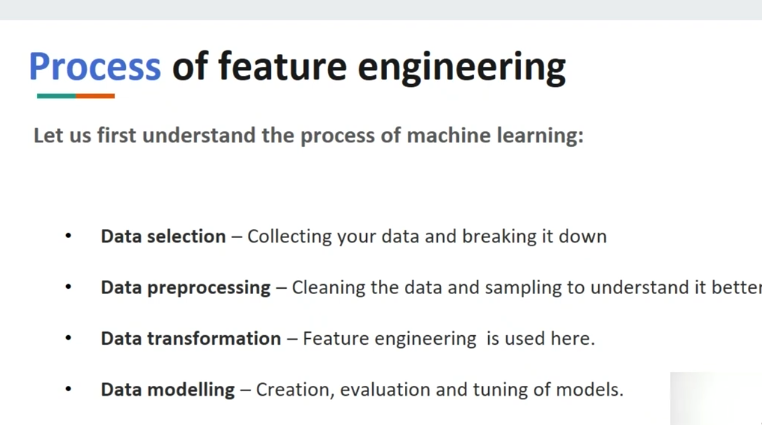 Process of feature engineering
Let us first understand the process of machine learning:
• Data selection – Collecting your data and breaking it down
• Data preprocessing – Cleaning the data and sampling to understand it better
• Data transformation – Feature engineering is used here.
• Data modelling – Creation, evaluation and tuning of models.